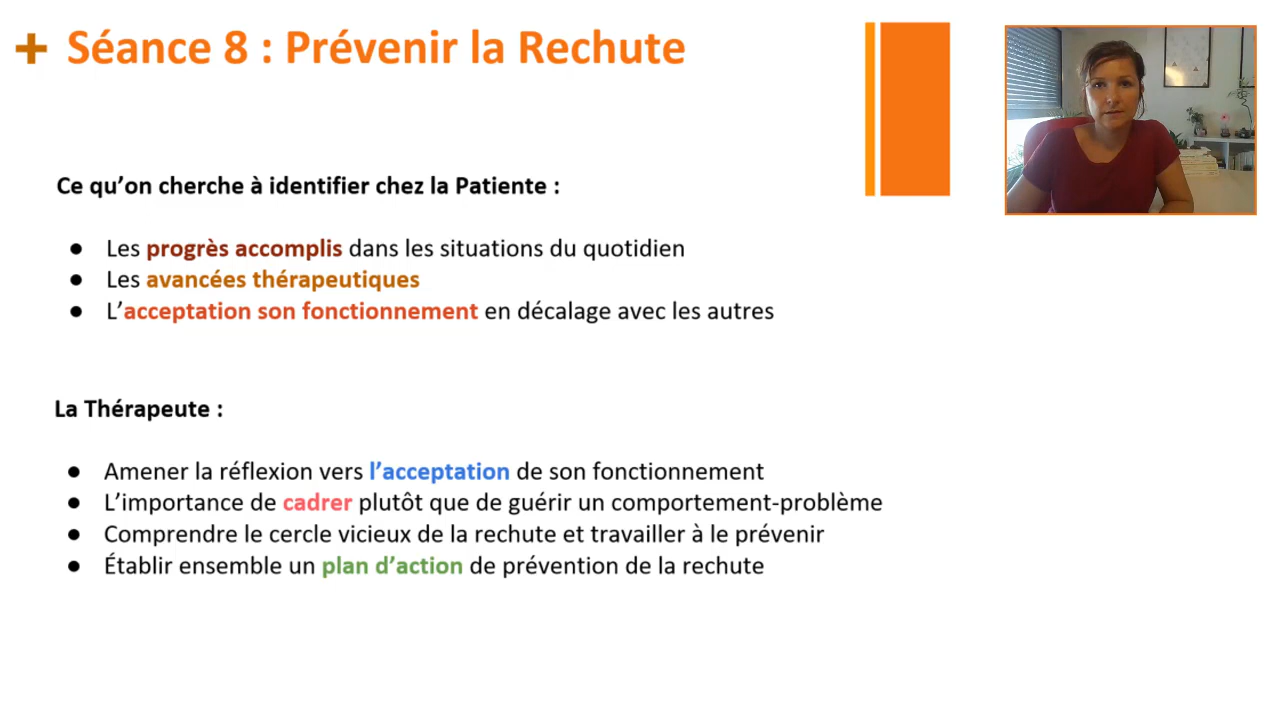 + Séance 8 : Prévenir la Rechute
Ce qu’on cherche à identifier chez la Patiente :
● Les progrès accomplis dans les situations du quotidien
● Les avancées thérapeutiques
● L’acceptation son fonctionnement en décalage avec les autres
La Thérapeute :
● Amener la réflexion vers l’acceptation de son fonctionnement
● L’importance de cadrer plutôt que de guérir un comportement-problème
● Comprendre le cercle vicieux de la rechute et travailler à le prévenir
● Établir ensemble un plan d’action de prévention de la rechute